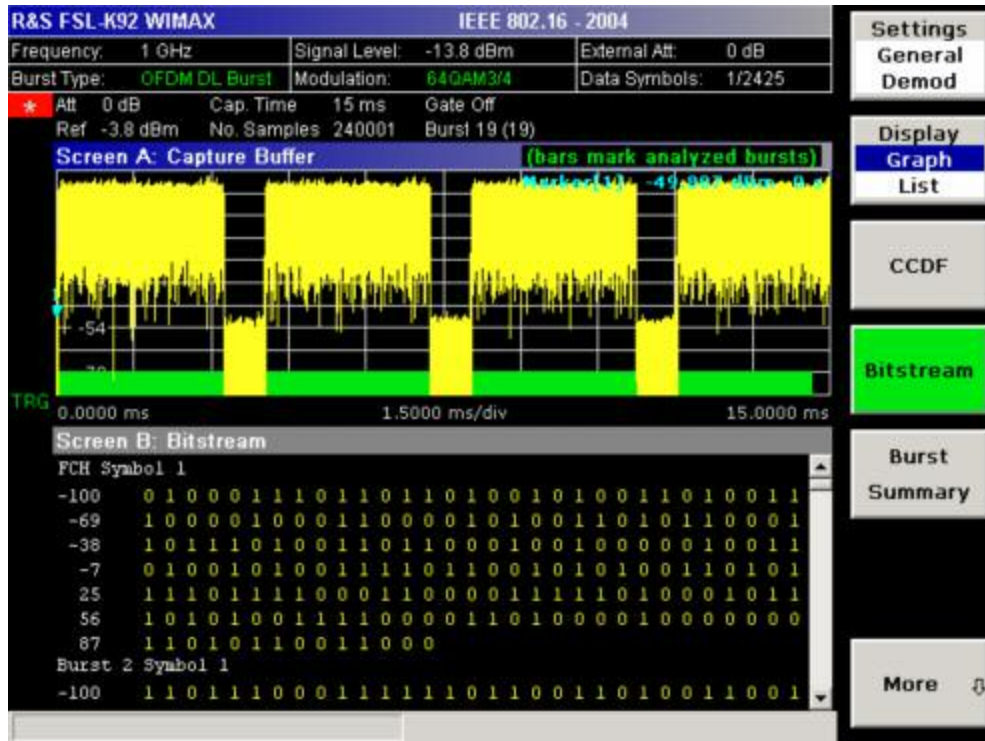 R&S FSL-K92 WIMAX IEEE 802.16 - 2004
Frequency: 1 GHz Signal Level: -13.8 dBm External Att: 0 dB
Burst Type: OFDM DL Burst Modulation: 64QAM3/4 Data Symbols: 1/2425
* Att 0 dB Cap. Time 15 ms Gate Off
Ref -3.8 dBm No. Samples 240001 Burst 19 (19)
Screen A: Capture Buffer (bars mark analyzed bursts)
Marker[1] -49.887 dBm 0 s
1
-54
TRG
0.0000 ms 1.5000 ms/div 15.0000 ms
Screen B: Bitstream
FCH Symbol 1
-100 0 1 0 0 0 1 1 1 0 1 1 0 1 1 0 1 0 0 1 0 1 0 0 1 1 0 1 0 0 1 1
-69 1 0 0 0 0 1 0 0 0 1 1 0 0 0 0 1 0 0 0 1 1 0 1 0 1 1 0 0 0 0 1
-38 1 0 1 1 1 0 1 0 0 1 1 0 1 1 0 0 0 1 0 0 1 0 0 0 0 0 1 0 0 1 1
-7 0 1 0 0 1 0 1 0 0 1 1 1 1 0 1 1 0 0 1 0 1 0 1 0 0 1 1 0 1 0 1
25 1 1 1 0 1 1 1 1 0 0 0 1 1 0 0 0 0 1 1 1 1 1 0 1 0 0 0 1 0 1 1
56 1 0 1 0 1 0 0 1 1 1 1 0 0 0 0 1 1 0 1 0 0 0 0 1 0 0 0 0 0 0 0
87 1 1 0 1 0 1 1 0 0 1 1 0 0 0
Burst 2 Symbol 1
-100 1 1 0 1 1 1 0 0 0 1 1 1 1 1 1 0 1 1 0 0 1 1 0 1 0 0 1 1 0 0 1
Settings
General
Demod
Display
Graph
List
CCDF
Bitstream
Burst
Summary
More